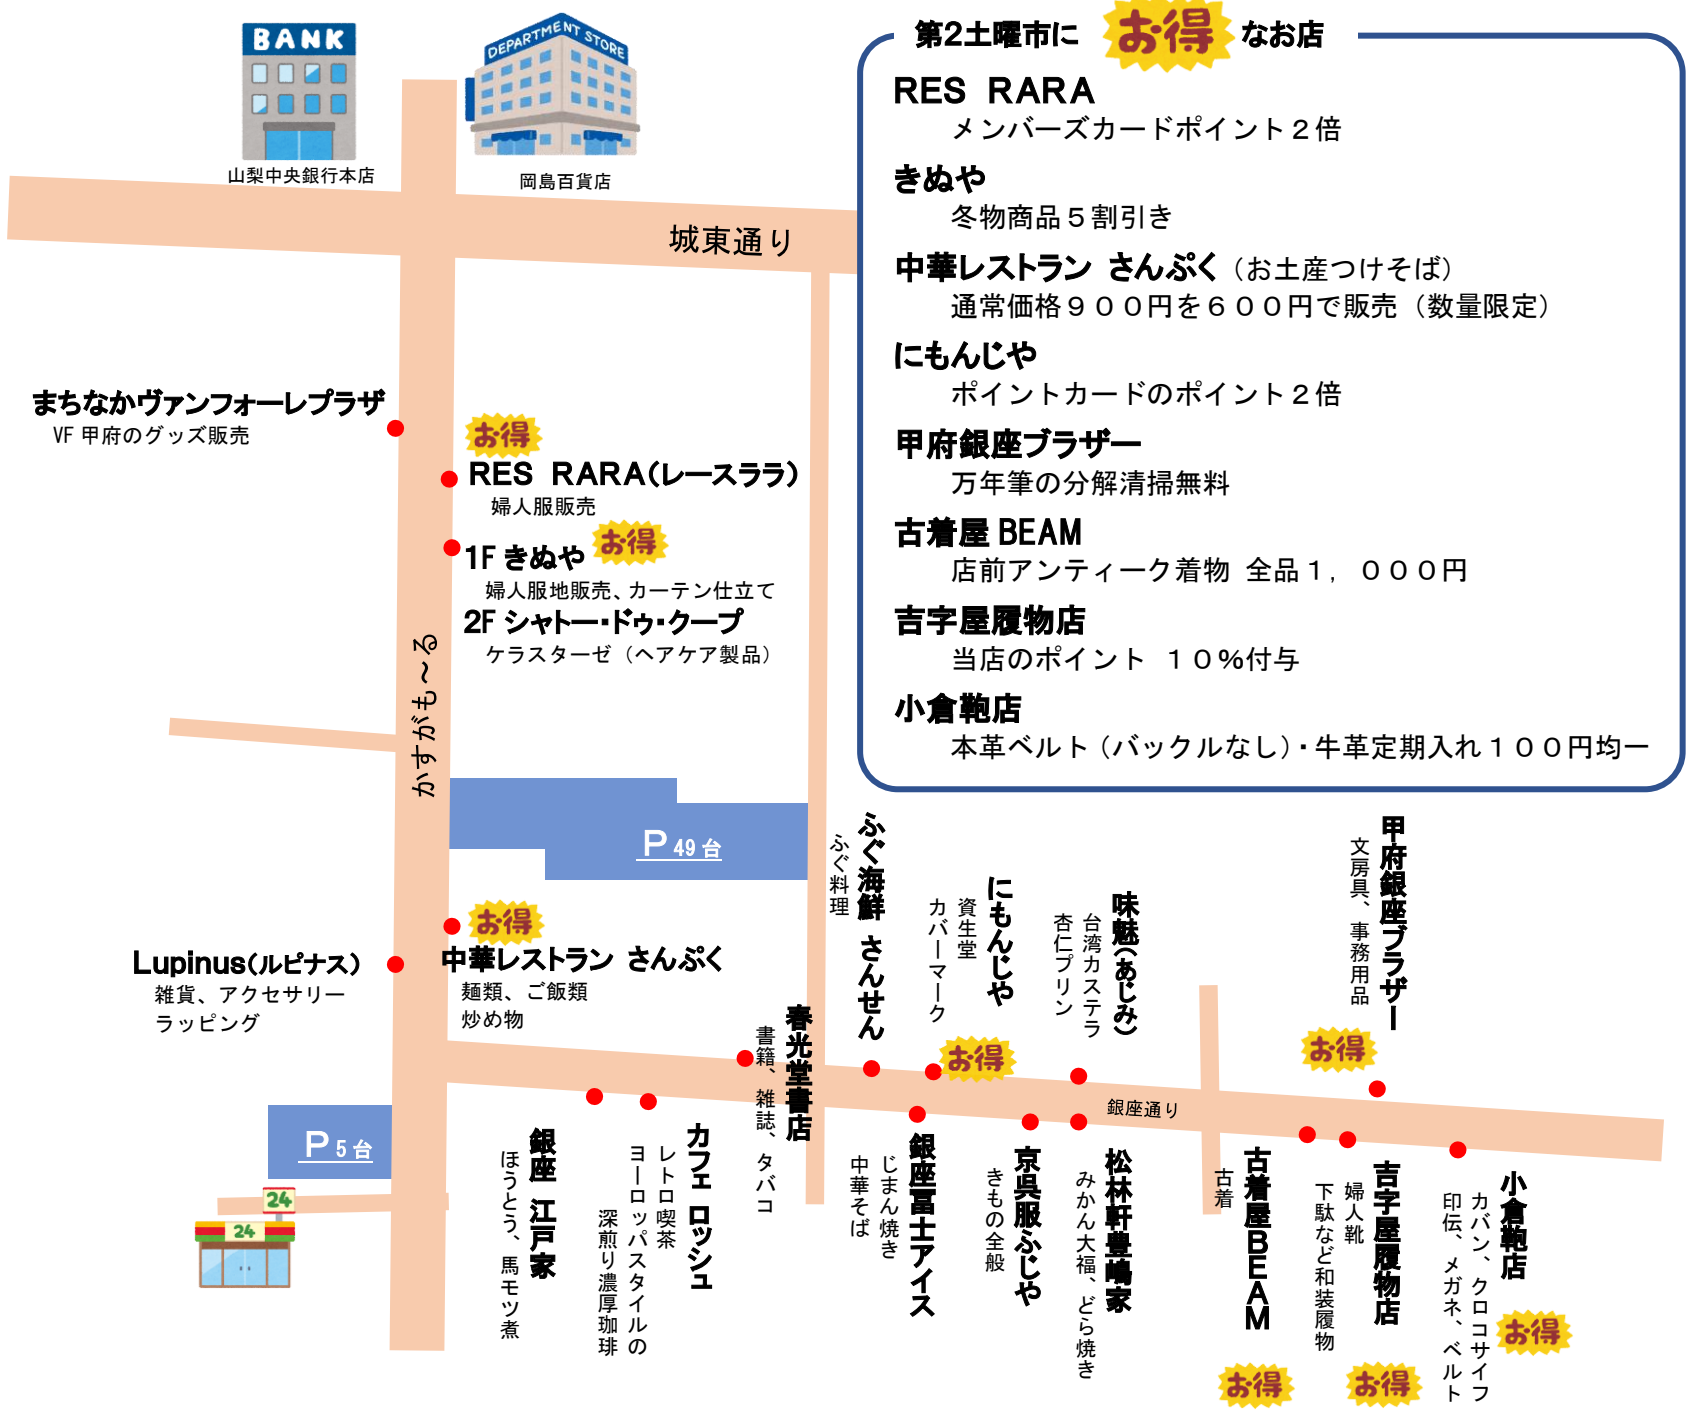 BANK
山梨中央銀行本店
DEPARTMENT STORE
岡島百貨店
城東通り
第2土曜市に お得 なお店
RES RARA
メンバーズカードポイント２倍
きぬや
冬物商品５割引き
中華レストラン さんぷく（お土産つけそば）
通常価格９００円を６００円で販売（数量限定）
にもんじや
ポイントカードのポイント２倍
甲府銀座ブラザー
万年筆の分解清掃無料
古着屋 BEAM
店前アンティーク着物 全品１，０００円
吉字屋履物店
当店のポイント １０％付与
小倉鞄店
本革ベルト（バックルなし）・牛革定期入れ１００円均一
まちなかヴァンフォーレプラザ
VF 甲府のグッズ販売
お得
RES RARA（レースララ）
婦人服販売
1F きぬや
お得
婦人服地販売、カーテン仕立て
2F シャトー・ドゥ・クープ
ケラスターゼ（ヘアケア製品）
かすがも～る
P 49 台
お得
中華レストラン さんぷく
麺類、ご飯類
炒め物
Lupinus（ルピナス）
雑貨、アクセサリー
ラッピング
P 5 台
24
24
春光堂書店
書籍、雑誌、タバコ
ふぐ海鮮 さんせん
ふぐ料理
にもんじや
資生堂
カバーマーク
お得
味魅（あじみ）
台湾カステラ
杏仁プリン
甲府銀座ブラザー
文房具、事務用品
お得
銀座通り
銀座 江戸家
ほうとう、馬モツ煮
カフェ ロッシュ
レトロ喫茶
ヨーロッパスタイルの
深煎り濃厚珈琲
銀座冨士アイス
じまん焼き
中華そば
京呉服ふじや
きもの全般
松林軒豊嶋家
みかん大福、どら焼き
古着屋BEAM
古着
お得
吉字屋履物店
婦人靴
下駄など和装履物
お得
小倉鞄店
カバン、クロコサイフ
印伝、メガネ、ベルト
お得